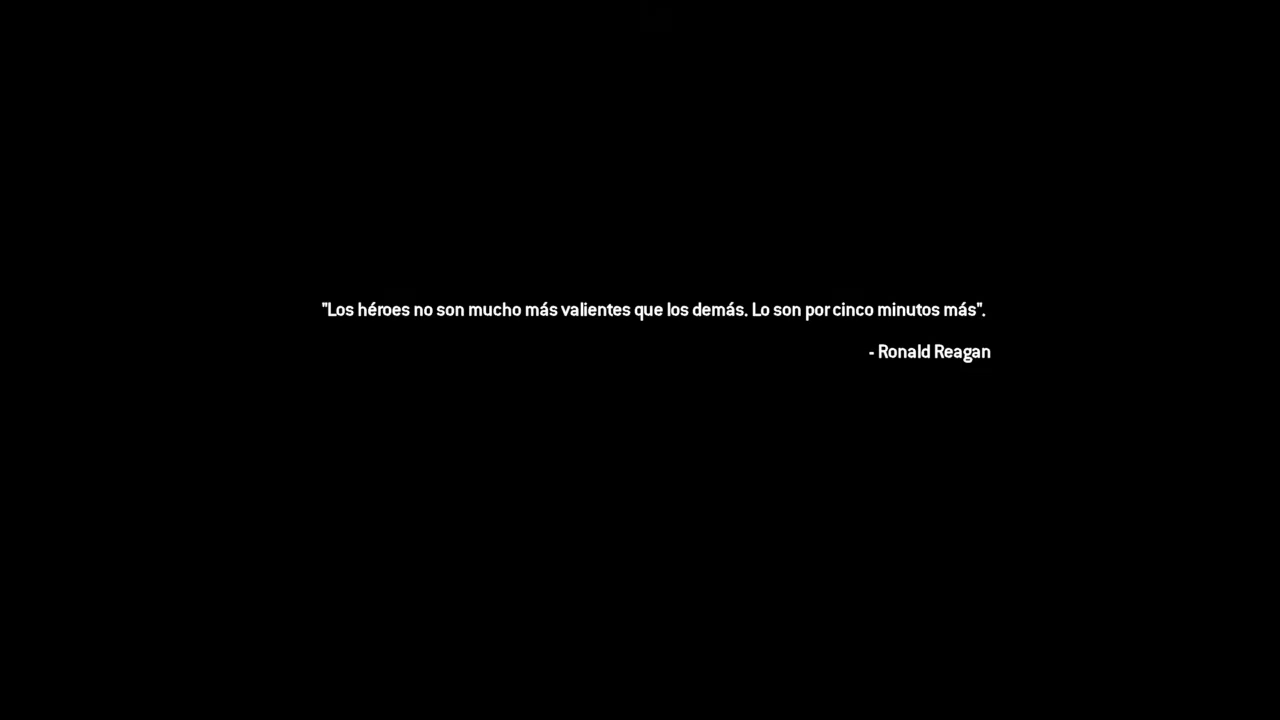 "Los héroes no son mucho más valientes que los demás. Lo son por cinco minutos más".
- Ronald Reagan